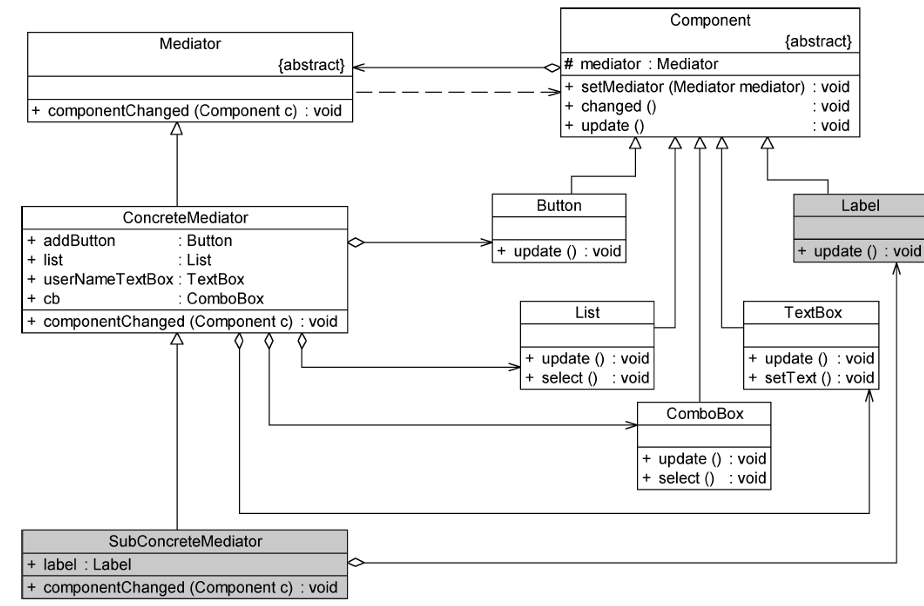 Mediator
{abstract}
+ componentChanged (Component c) : void
Component
{abstract}
# mediator : Mediator
+ setMediator (Mediator mediator) : void
+ changed () : void
+ update () : void
ConcreteMediator
+ addButton : Button
+ list : List
+ userNameTextBox : TextBox
+ cb : ComboBox
+ componentChanged (Component c) : void
Button
+ update () : void
Label
+ update () : void
List
+ update () : void
+ select () : void
TextBox
+ update () : void
+ setText () : void
ComboBox
+ update () : void
+ select () : void
SubConcreteMediator
+ label : Label
+ componentChanged (Component c) : void